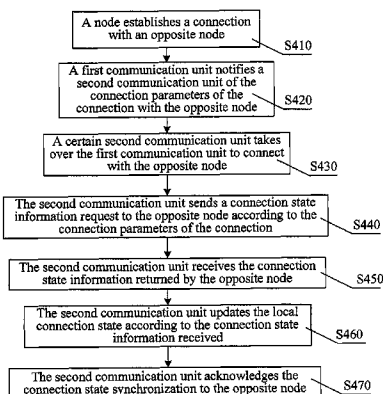 A node establishes a connection
with an opposite node
S410
A first communication unit notifies a
second communication unit of the
connection parameters of the
connection with the opposite node
S420
A certain second communication unit takes
over the first communication unit to connect
with the opposite node
S430
The second communication unit sends a connection state
information request to the opposite node according to the
connection parameters of the connection
S440
The second communication unit receives the connection
state information returned by the opposite node
S450
The second communication unit updates the local
connection state according to the connection state
information received
S460
The second communication unit acknowledges the
connection state synchronization to the opposite node
S470